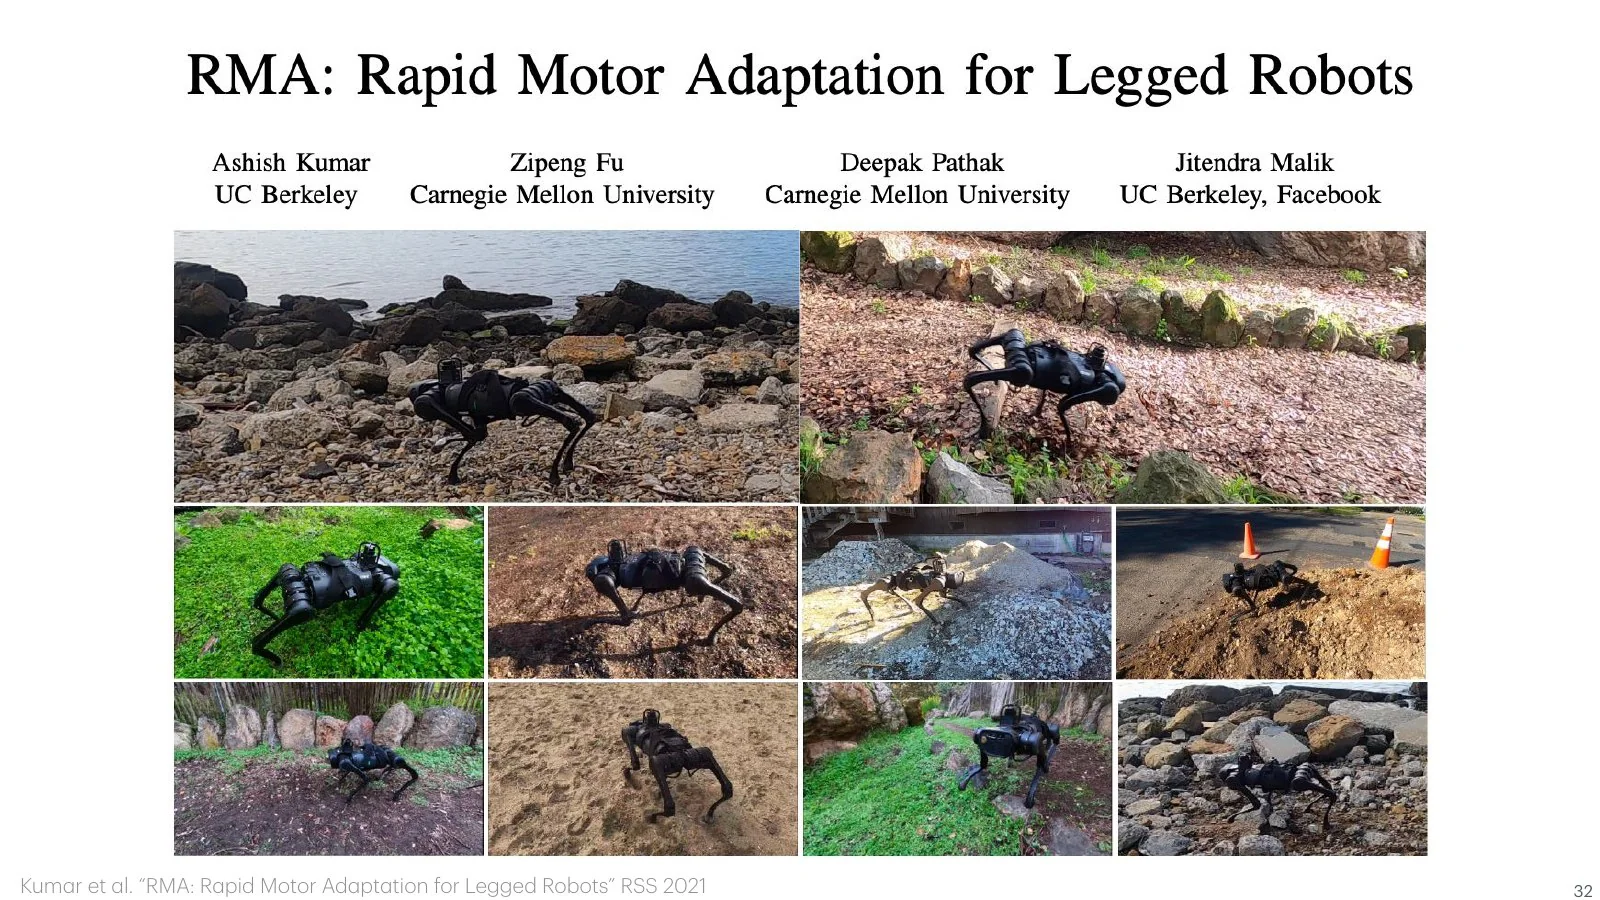 RMA: Rapid Motor Adaptation for Legged Robots
Ashish Kumar
UC Berkeley
Zipeng Fu
Carnegie Mellon University
Deepak Pathak
Carnegie Mellon University
Jitendra Malik
UC Berkeley, Facebook
Kumar et al. “RMA: Rapid Motor Adaptation for Legged Robots” RSS 2021
32